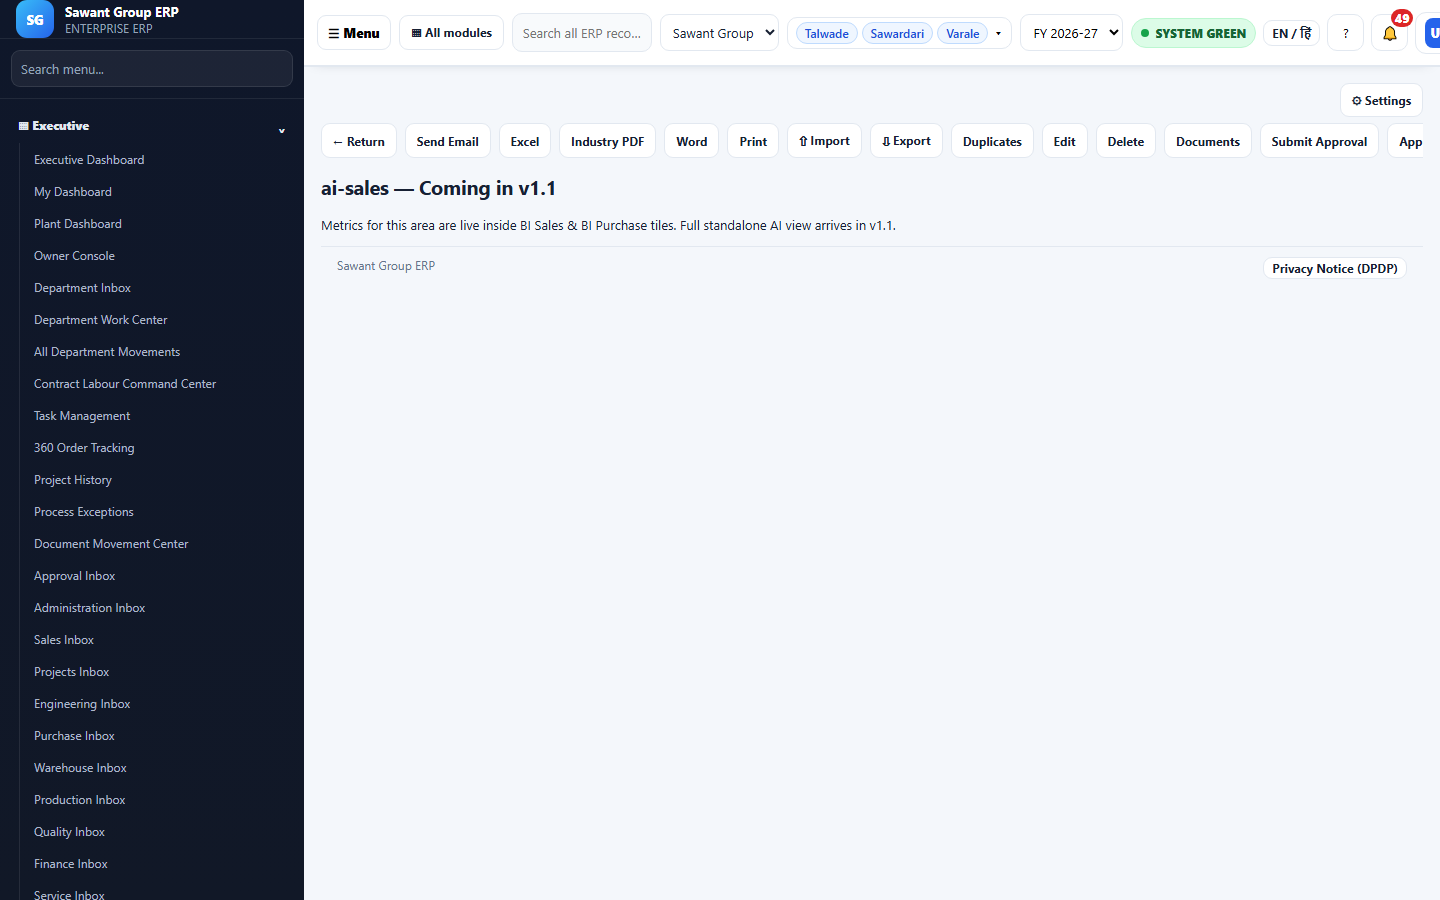 SG
Sawant Group ERP
ENTERPRISE ERP
Search menu...
Executive
Executive Dashboard
My Dashboard
Plant Dashboard
Owner Console
Department Inbox
Department Work Center
All Department Movements
Contract Labour Command Center
Task Management
360 Order Tracking
Project History
Process Exceptions
Document Movement Center
Approval Inbox
Administration Inbox
Sales Inbox
Projects Inbox
Engineering Inbox
Purchase Inbox
Warehouse Inbox
Production Inbox
Quality Inbox
Finance Inbox
Service Inbox
☰ Menu
All modules
Search all ERP reco...
Sawant Group
Talwade
Sawardari
Varale
FY 2026-27
SYSTEM GREEN
EN / हिं
?
49
U
⚙ Settings
← Return
Send Email
Excel
Industry PDF
Word
Print
⇧ Import
⇩ Export
Duplicates
Edit
Delete
Documents
Submit Approval
App
ai-sales — Coming in v1.1
Metrics for this area are live inside BI Sales & BI Purchase tiles. Full standalone AI view arrives in v1.1.
Sawant Group ERP
Privacy Notice (DPDP)